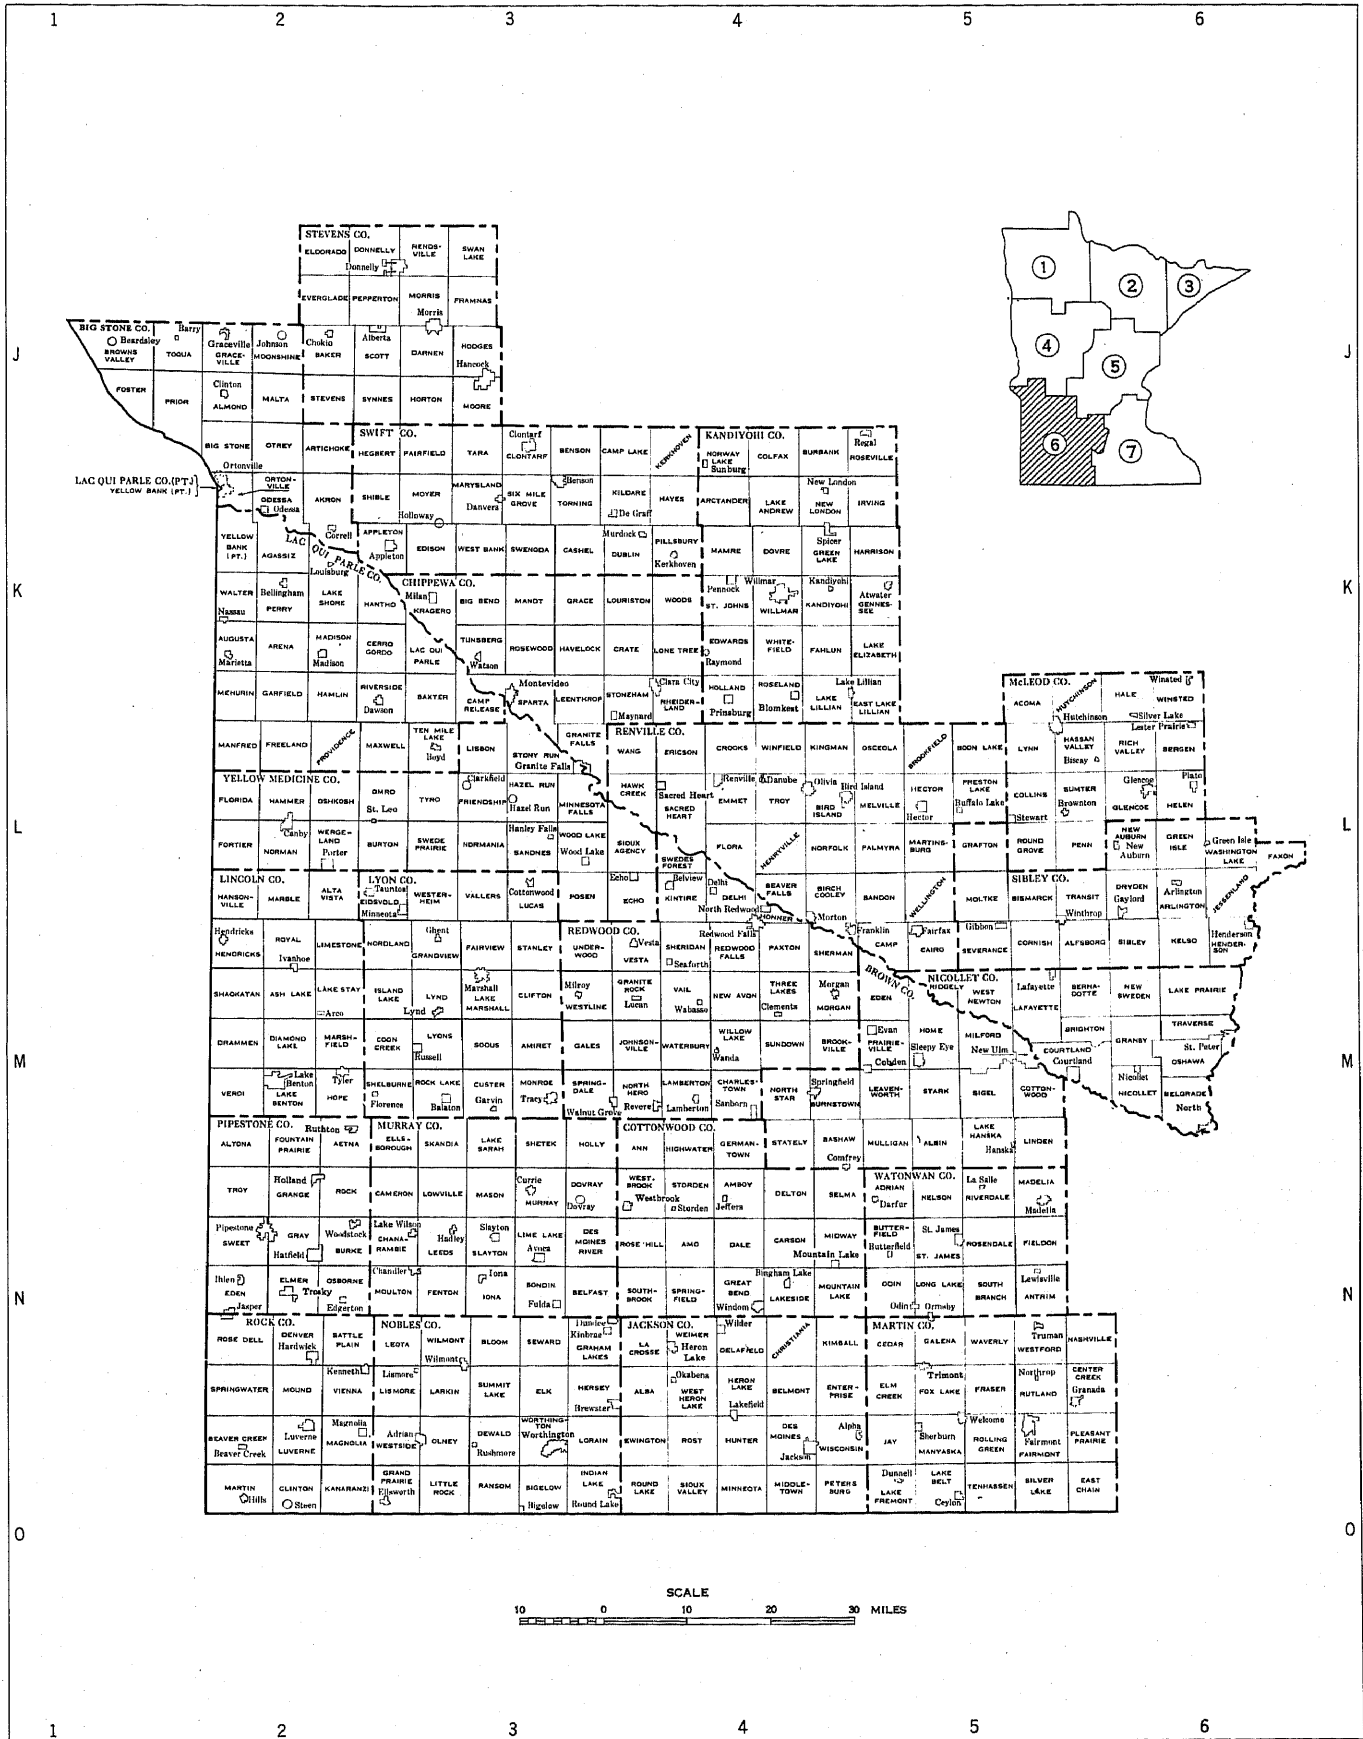 1 2 3 4 5 6
STEVENS CO.
ELDORADO DONNELLY RENDS-VILLE SWAN LAKE
Donnelly
EVERGLADE PEPPERTON MORRIS FRAMNAS
Morris
BIG STONE CO. Barry
Beardsley Graceville Johnson Chokio Alberta
BROWNS VALLEY TOQUA GRACE-VILLE MOONSHINE BAKER SCOTT DARNEN HODGES
Hancock
J J
FOSTER PRIOR Clinton ALMOND MALTA STEVENS SYNNES HORTON MOORE
SWIFT CO. Clontarf KANDIYOHI CO. Regal
BIG STONE OTREY ARTICHOKE HEGBERT FAIRFIELD TARA CLONTARF BENSON CAMP LAKE KERKHOVEN NORWAY LAKE Sunburg COLFAX BURBANK ROSEVILLE
Ortonville
LAC QUI PARLE CO.(PT.)
YELLOW BANK (PT.)
ORTON-VILLE ODESSA Odessa AKRON SHIBLE MOYER MARYSLAND Danvers SIX MILE GROVE Benson TORNING KILDARE De Graff HAYES ARCTANDER LAKE ANDREW New London NEW LONDON IRVING
Holloway
YELLOW BANK (PT.) AGASSIZ Correll APPLETON Appleton EDISON WEST BANK SWENODA CASHEL Murdock DUBLIN PILLSBURY Kerkhoven MAMRE DOVRE Spicer GREEN LAKE HARRISON
LAC QUI PARLE CO.
Louisburg
K K
CHIPPEWA CO.
WALTER Nassau Bellingham PERRY LAKE SHORE HANTHO Milan KRAGERO BIG BEND MANDT GRACE LOURISTON WOODS Pennock ST. JOHNS Willmar WILLMAR Kandiyohi KANDIYOHI Atwater GENNES-SEE
AUGUSTA Marietta ARENA MADISON Madison CERRO GORDO LAC QUI PARLE TUNSBERG Watson ROSEWOOD HAVELOCK CRATE LONE TREE EDWARDS Raymond WHITE-FIELD FAHLUN LAKE ELIZABETH
MEHURIN GARFIELD HAMLIN RIVERSIDE Dawson BAXTER CAMP RELEASE Montevideo SPARTA LEENTHROP STONEHAM Maynard Clara City RHEIDER-LAND HOLLAND Prinsburg ROSELAND Blomkest LAKE LILLIAN Lake Lillian EAST LAKE LILLIAN
McLEOD CO. Winsted
ACOMA HUTCHINSON Hutchinson HALE Silver Lake WINSTED
Lester Prairie
MANFRED FREELAND PROVIDENCE MAXWELL TEN MILE LAKE Boyd LISBON STONY RUN GRANITE FALLS Granite Falls
RENVILLE CO.
WANG ERICSON CROOKS WINFIELD KINGMAN OSCEOLA BROOKFIELD BOON LAKE LYNN HASSAN VALLEY Biscay RICH VALLEY BERGEN
YELLOW MEDICINE CO.
FLORIDA HAMMER OSHKOSH OMRO St. Leo TYRO Clarkfield FRIENDSHIP HAZEL RUN Hazel Run MINNESOTA FALLS HAWK CREEK Sacred Heart SACRED HEART Renville EMMET Danube TROY Olivia BIRD ISLAND Bird Island MELVILLE HECTOR Hector PRESTON LAKE Buffalo Lake COLLINS Stewart SUMTER Brownton Glencoe GLENCOE Plato HELEN
L L
FORTIER Canby NORMAN WERGE-LAND Porter BURTON SWEDE PRAIRIE NORMANIA Hanley Falls SANDNES WOOD LAKE Wood Lake SIOUX AGENCY SWEDES FOREST FLORA HENRYVILLE NORFOLK PALMYRA MARTINS-BURG GRAFTON ROUND GROVE PENN NEW AUBURN New Auburn GREEN ISLE Green Isle WASHINGTON LAKE FAXON
LINCOLN CO. LYON CO. SIBLEY CO.
HANSON-VILLE MARBLE ALTA VISTA Taunton EIDSVOLD Minneota WESTER-HEIM VALLERS Cottonwood LUCAS POSEN Echo ECHO Belview KINTIRE Delhi DELHI BEAVER FALLS BIRCH COOLEY BANDON WELLINGTON MOLTKE BISMARCK TRANSIT Winthrop DRYDEN Gaylord Arlington ARLINGTON JESSENLAND
North Redwood HONNER Morton
Hendricks HENDRICKS ROYAL Ivanhoe LIMESTONE NORDLAND Ghent GRANDVIEW FAIRVIEW STANLEY
REDWOOD CO.
UNDER-WOOD Vesta VESTA SHERIDAN Seaforth Redwood Falls REDWOOD FALLS PAXTON SHERMAN Franklin CAMP Fairfax CAIRO Gibbon SEVERANCE CORNISH ALFSBORG SIBLEY KELSO Henderson HENDER-SON
BROWN CO. NICOLLET CO.
SHAOKATAN ASH LAKE LAKE STAY Arco ISLAND LAKE LYND Lynd Marshall LAKE MARSHALL CLIFTON Milroy WESTLINE GRANITE ROCK Lucan VAIL Wabasso NEW AVON THREE LAKES Clements Morgan MORGAN EDEN RIDGELY WEST NEWTON Lafayette LAFAYETTE BERNA-DOTTE NEW SWEDEN LAKE PRAIRIE
M M
DRAMMEN DIAMOND LAKE MARSH-FIELD COON CREEK LYONS Russell SODUS AMIRET GALES JOHNSON-VILLE WATERBURY WILLOW LAKE Wanda SUNDOWN BROOK-VILLE Evan PRAIRIE-VILLE Cobden HOME Sleepy Eye MILFORD New Ulm COURTLAND Courtland BRIGHTON GRANBY TRAVERSE St. Peter OSHAWA
VERDI Lake Benton LAKE BENTON Tyler HOPE SHELBURNE Florence ROCK LAKE Balaton CUSTER Garvin MONROE Tracy SPRING-DALE Walnut Grove NORTH HERO Revere LAMBERTON Lamberton CHARLES-TOWN Sanborn NORTH STAR Springfield BURNSTOWN LEAVEN-WORTH STARK SIGEL COTTON-WOOD Nicollet NICOLLET BELGRADE North
PIPESTONE CO. Ruthton MURRAY CO. COTTONWOOD CO.
ALTONA FOUNTAIN PRAIRIE AETNA ELLS-BOROUGH SKANDIA LAKE SARAH SHETEK HOLLY ANN HIGHWATER GERMAN-TOWN STATELY BASHAW Comfrey MULLIGAN ALBIN LAKE HANSKA Hanska LINDEN
WATONWAN CO.
TROY Holland GRANGE ROCK CAMERON LOWVILLE MASON Currie MURRAY DOVRAY Dovray WEST-BROOK Westbrook STORDEN Storden AMBOY Jeffers DELTON SELMA ADRIAN Darfur NELSON La Salle RIVERDALE MADELIA Madelia
Pipestone SWEET GRAY Hatfield Woodstock BURKE Lake Wilson CHANA-RAMBIE Hadley LEEDS Slayton SLAYTON LIME LAKE Avoca DES MOINES RIVER ROSE HILL AMO DALE CARSON MIDWAY Mountain Lake BUTTER-FIELD Butterfield St. James ST. JAMES ROSENDALE FIELDON
N N
Ihlen EDEN Jasper ELMER Trosky OSBORNE Edgerton Chandler MOULTON FENTON Iona IONA BONDIN Fulda BELFAST SOUTH-BROOK SPRING-FIELD GREAT BEND Windom Bingham Lake LAKESIDE MOUNTAIN LAKE ODIN Odin LONG LAKE Ormsby SOUTH BRANCH Lewisville ANTRIM
ROCK CO. NOBLES CO. JACKSON CO. MARTIN CO.
ROSE DELL DENVER Hardwick BATTLE PLAIN LEOTA WILMONT Wilmont BLOOM SEWARD Dundee Kinbrae GRAHAM LAKES LA CROSSE WEIMER Heron Lake Wilder DELAFIELD CHRISTIANIA KIMBALL CEDAR GALENA WAVERLY Truman WESTFORD NASHVILLE
SPRINGWATER MOUND Kenneth VIENNA Lismore LISMORE LARKIN SUMMIT LAKE ELK HERSEY Brewster ALBA Okabena WEST HERON LAKE HERON LAKE Lakefield BELMONT ENTER-PRISE ELM CREEK Trimont FOX LAKE FRASER Northrop RUTLAND CENTER CREEK Granada
BEAVER CREEK Beaver Creek Luverne LUVERNE Magnolia MAGNOLIA Adrian WESTSIDE OLNEY DEWALD Rushmore WORTHING-TON Worthington LORAIN EWINGTON ROST HUNTER DES MOINES Jackson Alpha WISCONSIN JAY Sherburn MANYASKA Welcome ROLLING GREEN Fairmont FAIRMONT PLEASANT PRAIRIE
MARTIN Hills CLINTON Steen KANARANZI GRAND PRAIRIE Ellsworth LITTLE ROCK RANSOM BIGELOW Bigelow INDIAN LAKE Round Lake ROUND LAKE SIOUX VALLEY MINNEOTA MIDDLE-TOWN PETERS BURG Dunnell LAKE FREMONT LAKE BELT Ceylon TENHASSEN SILVER LAKE EAST CHAIN
O O
1 2 3 4 5 6 7
SCALE
10 0 10 20 30 MILES
1 2 3 4 5 6